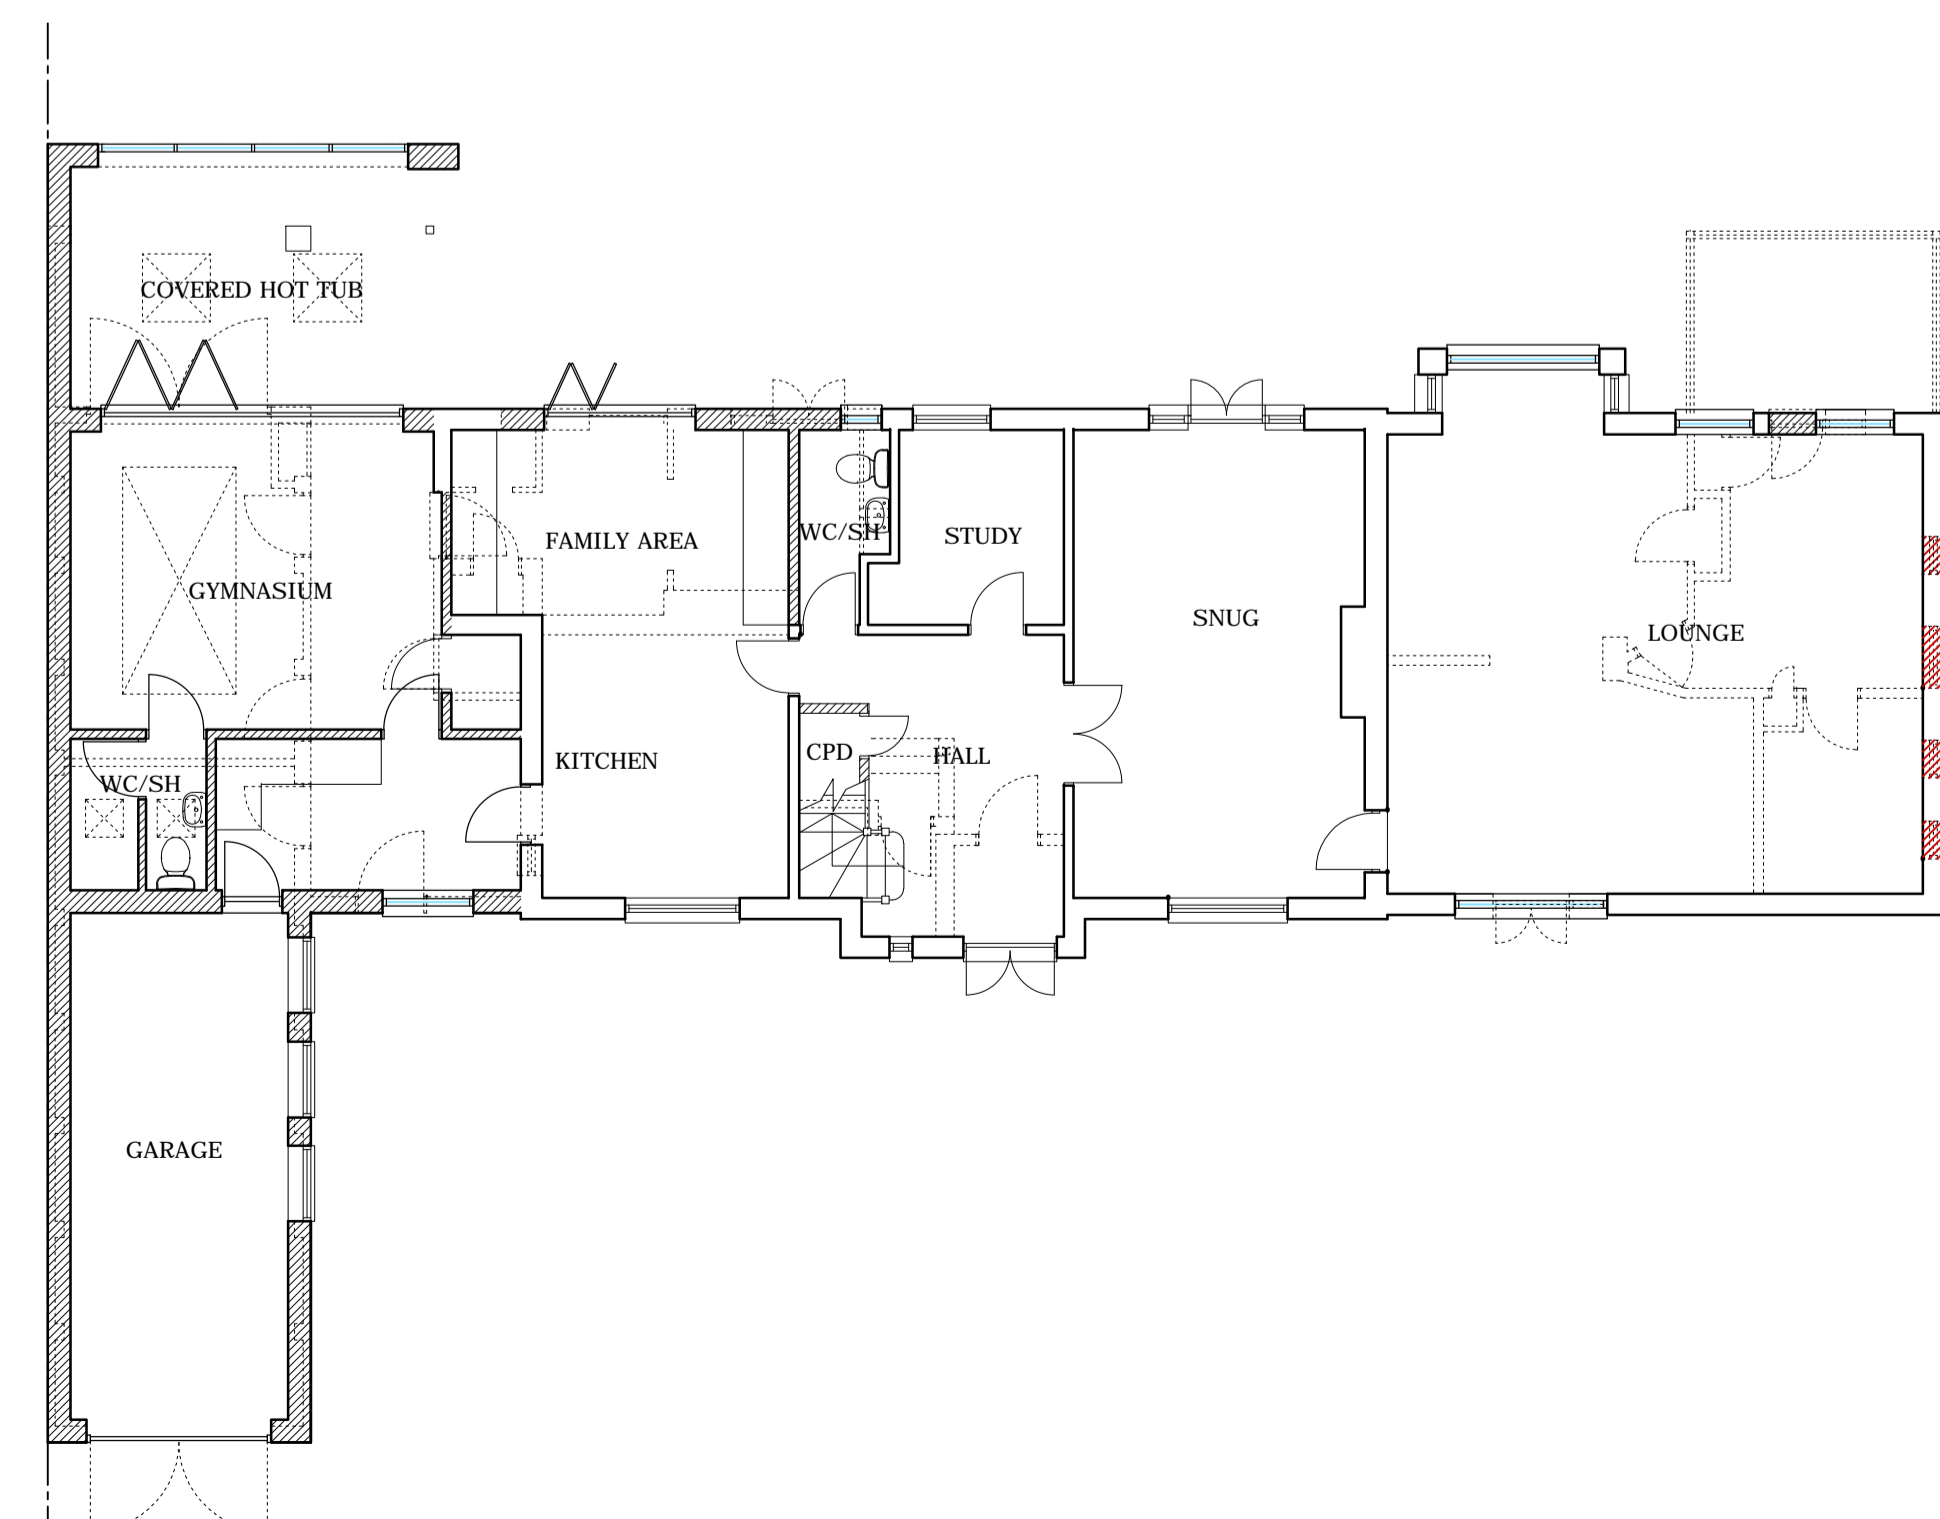 COVERED HOT TUB
WC/SH
STUDY
FAMILY AREA
GYMNASIUM
SNUG
LOUNGE
CPD
HALL
KITCHEN
WC/SH
GARAGE